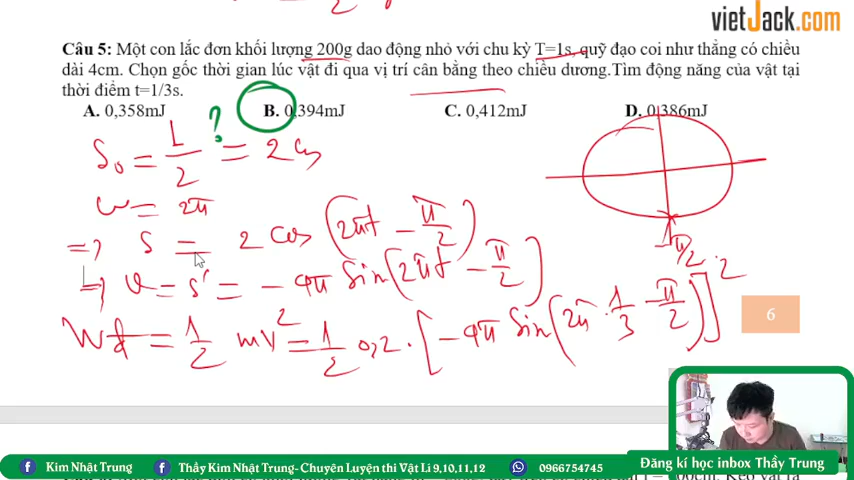 vietJack.com
Câu 5: Một con lắc đơn khối lượng 200g dao động nhỏ với chu kỳ T=1s, quỹ đạo coi như thẳng có chiều
dài 4cm. Chọn gốc thời gian lúc vật đi qua vị trí cân bằng theo chiều dương.Tìm động năng của vật tại
thời điểm t=1/3s.
A. 0,358mJ B. 0,394mJ C. 0,412mJ D. 0,386mJ
S₀ = L/2 = 2 cm
?
ω = 2π
=> s = 2 cos (2πt - π/2)
-π/2
↳ v = s' = - 4π sin (2πt - π/2)
Wđ = 1/2 mv² = 1/2 0,2 . [- 4π sin (2π . 1/3 - π/2)]²
6
Kim Nhật Trung
Thầy Kim Nhật Trung-Chuyên Luyện thi Vật Lí 9,10,11,12
0966754745
Đăng kí học inbox Thầy Trung